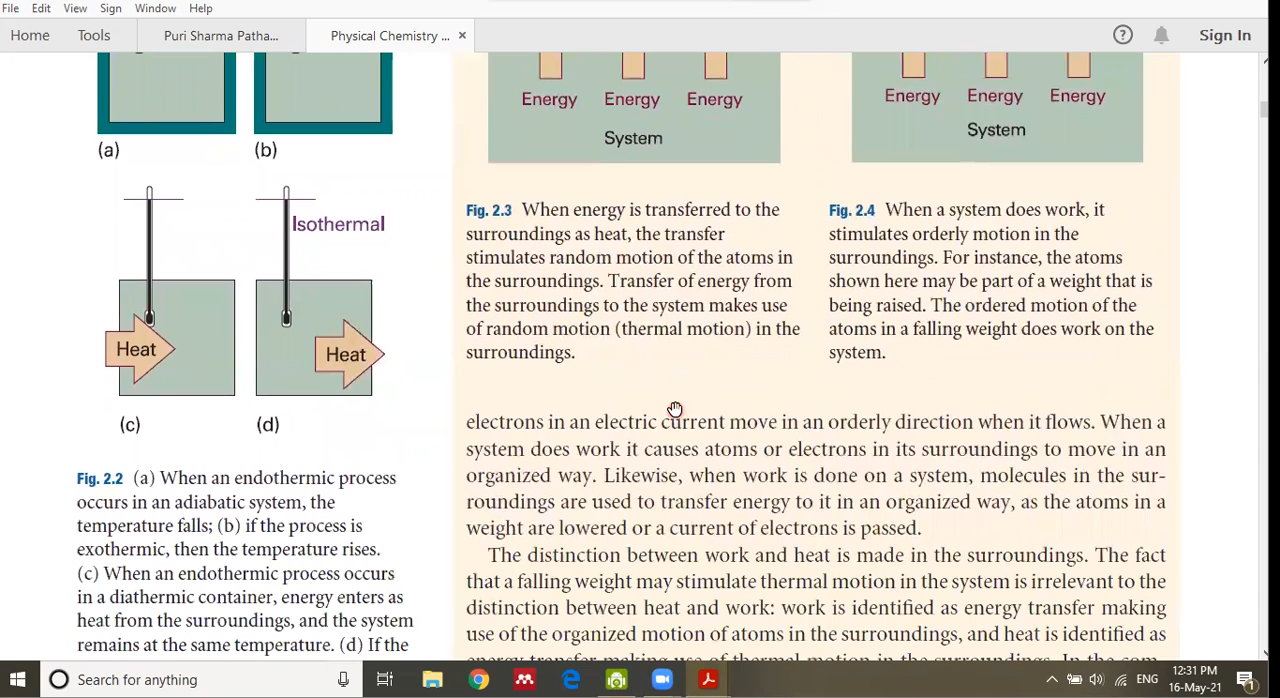 File Edit View Sign Window Help
Home Tools Puri Sharma Patha... Physical Chemistry ... × ? Sign In
(a) (b)
Isothermal
Heat Heat
(c) (d)
Fig. 2.2 (a) When an endothermic process
occurs in an adiabatic system, the
temperature falls; (b) if the process is
exothermic, then the temperature rises.
(c) When an endothermic process occurs
in a diathermic container, energy enters as
heat from the surroundings, and the system
remains at the same temperature. (d) If the
Energy Energy Energy
System
Fig. 2.3 When energy is transferred to the
surroundings as heat, the transfer
stimulates random motion of the atoms in
the surroundings. Transfer of energy from
the surroundings to the system makes use
of random motion (thermal motion) in the
surroundings.
Energy Energy Energy
System
Fig. 2.4 When a system does work, it
stimulates orderly motion in the
surroundings. For instance, the atoms
shown here may be part of a weight that is
being raised. The ordered motion of the
atoms in a falling weight does work on the
system.
electrons in an electric current move in an orderly direction when it flows. When a
system does work it causes atoms or electrons in its surroundings to move in an
organized way. Likewise, when work is done on a system, molecules in the sur-
roundings are used to transfer energy to it in an organized way, as the atoms in a
weight are lowered or a current of electrons is passed.
The distinction between work and heat is made in the surroundings. The fact
that a falling weight may stimulate thermal motion in the system is irrelevant to the
distinction between heat and work: work is identified as energy transfer making
use of the organized motion of atoms in the surroundings, and heat is identified as
energy transfer making use of thermal motion in the surroundings. In the com-
Search for anything
ENG
12:31 PM
16-May-21
1